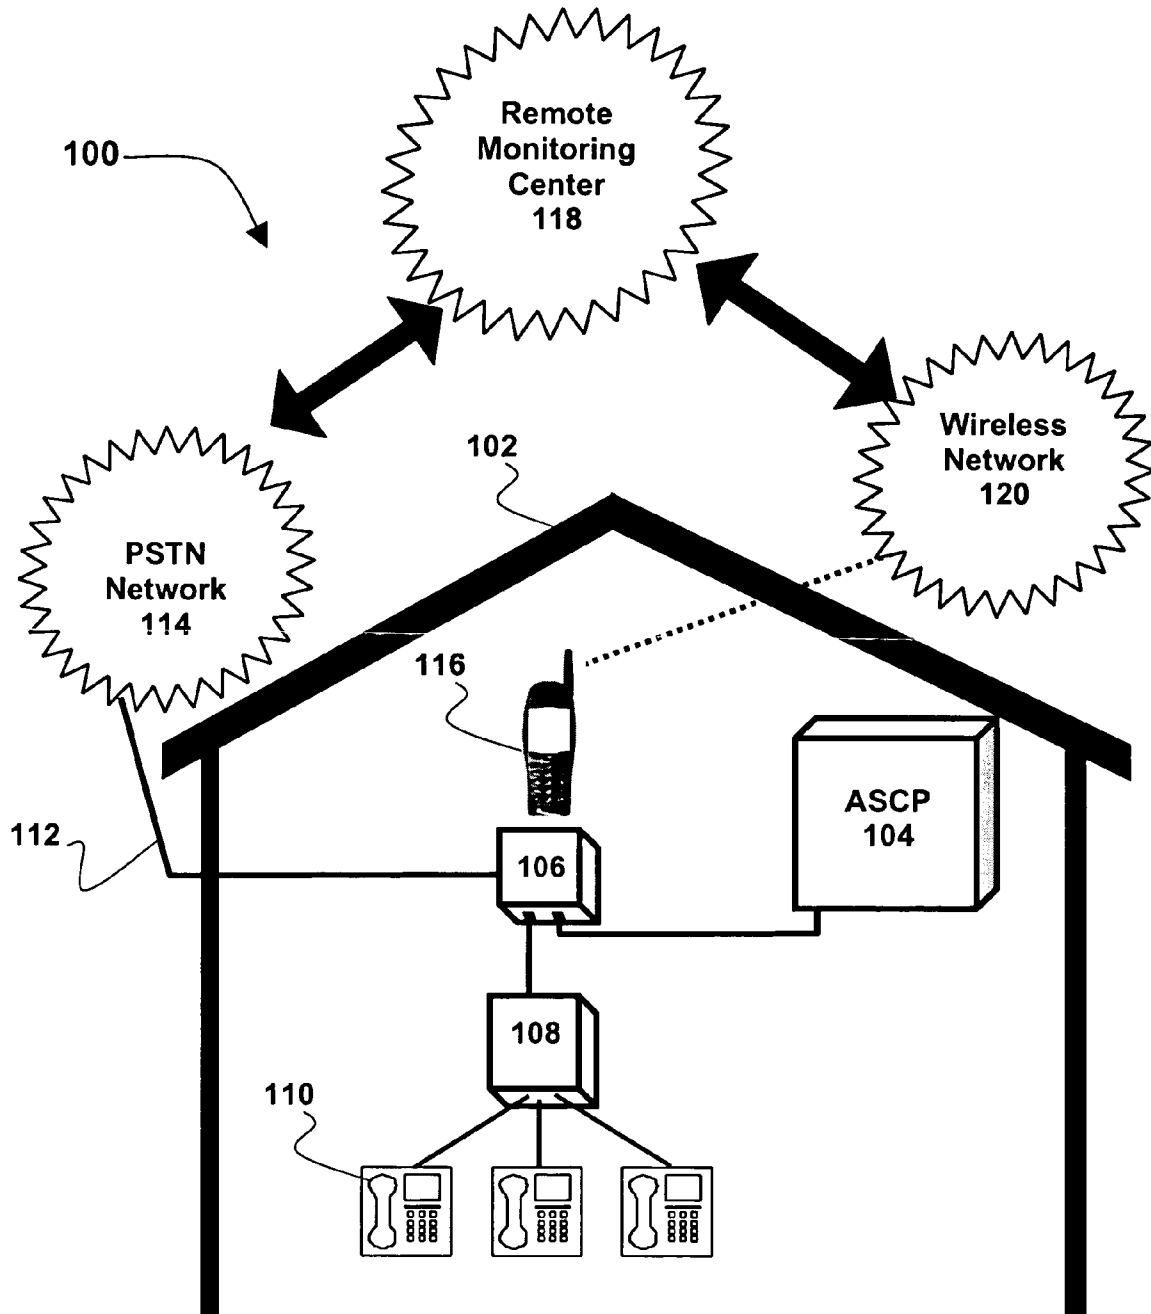 Remote
Monitoring
Center
118
100
Wireless
Network
120
102
PSTN
Network
114
116
ASCP
104
112
106
108
110